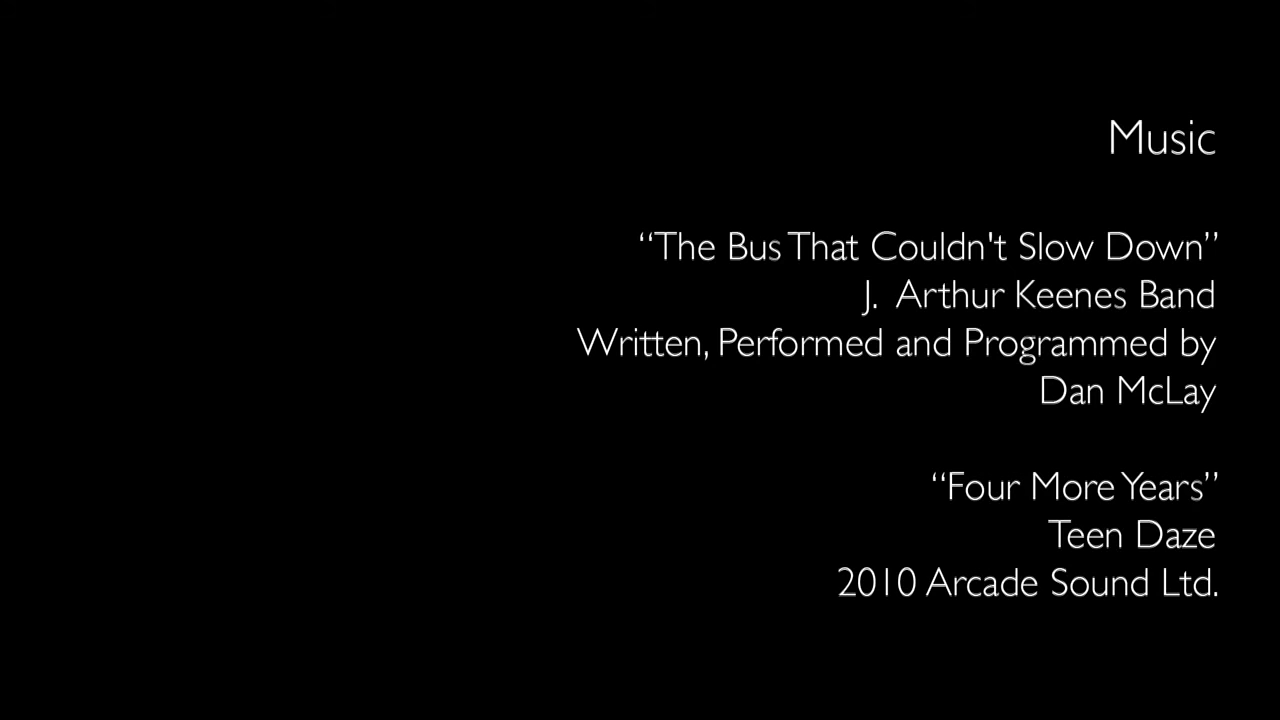 Music
“The Bus That Couldn't Slow Down”
J. Arthur Keenes Band
Written, Performed and Programmed by
Dan McLay
“Four More Years”
Teen Daze
2010 Arcade Sound Ltd.